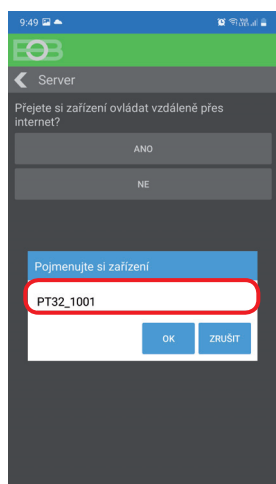 9:49
EOB
Server
Přejete si zařízení ovládat vzdáleně přes
internet?
ANO
NE
Pojmenujte si zařízení
PT32_1001
OK
ZRUŠIT